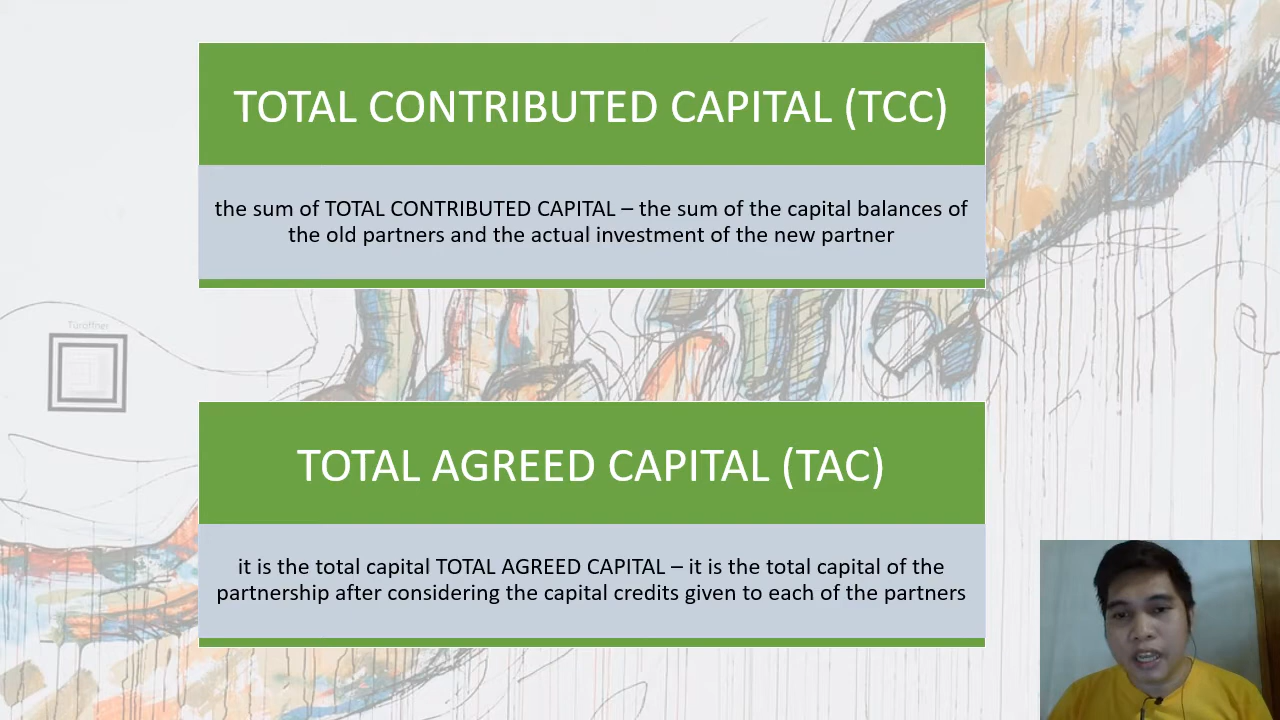 TOTAL CONTRIBUTED CAPITAL (TCC)
the sum of TOTAL CONTRIBUTED CAPITAL – the sum of the capital balances of
the old partners and the actual investment of the new partner
Türöffner
TOTAL AGREED CAPITAL (TAC)
it is the total capital TOTAL AGREED CAPITAL – it is the total capital of the
partnership after considering the capital credits given to each of the partners